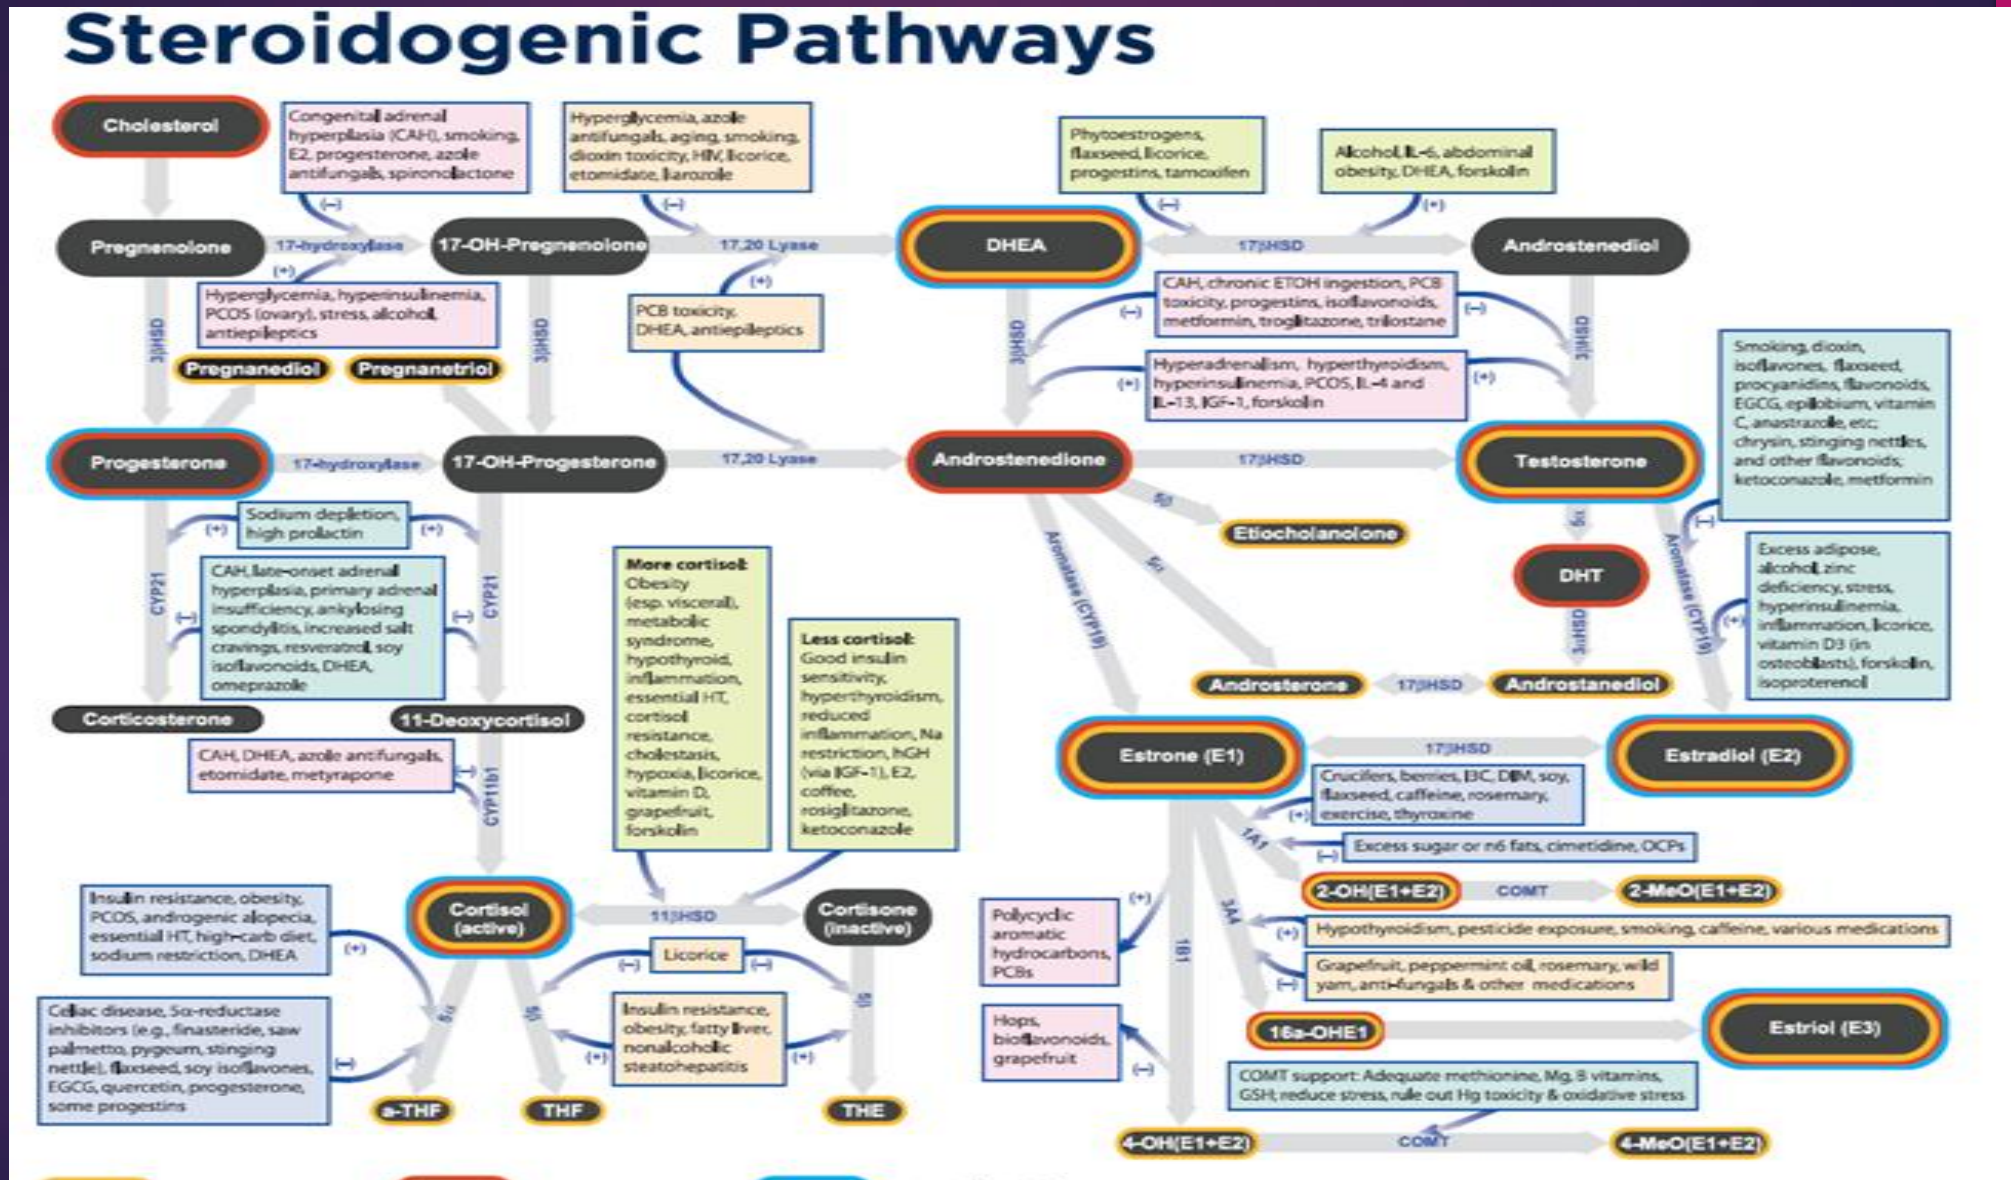 Steroidogenic Pathways
Cholesterol
Congenital adrenal
hyperplasia (CAH), smoking,
E2, progesterone, azole
antifungals, spironolactone
Hyperglycemia, azole
antifungals, aging, smoking,
dioxin toxicity, HIV, licorice,
etomidate, liarozole
Phytoestrogens,
flaxseed, licorice,
progestins, tamoxifen
Alcohol, IL-6, abdominal
obesity, DHEA, forskolin
(-)
(-)
(-)
(+)
Pregnenolone
17-hydroxylase
17-OH-Pregnenolone
17,20 Lyase
DHEA
17βHSD
Androstenediol
(+)
(+)
Hyperglycemia, hyperinsulinemia,
PCOS (ovary), stress, alcohol,
antiepileptics
PCB toxicity,
DHEA, antiepileptics
CAH, chronic ETOH ingestion, PCB
toxicity, progestins, isoflavonoids,
metformin, troglitazone, trilostane
(-)
(-)
3βHSD
3βHSD
3βHSD
3βHSD
Hyperadrenalism, hyperthyroidism,
hyperinsulinemia, PCOS, IL-4 and
IL-13, IGF-1, forskolin
(+)
(+)
Smoking, dioxin,
isoflavones, flaxseed,
procyanidins, flavonoids,
EGCG, epilobium, vitamin
C, anastrazole, etc;
chrysin, stinging nettles,
and other flavonoids,
ketoconazole, metformin
(-)
Pregnanediol
Pregnanetriol
Progesterone
17-hydroxylase
17-OH-Progesterone
17,20 Lyase
Androstenedione
17βHSD
Testosterone
Sodium depletion,
high prolactin
(+)
(+)
5β
Etiocholanolone
5α
5α
DHT
3αHSD
Aromatase (CYP19)
Aromatase (CYP19)
Excess adipose,
alcohol, zinc
deficiency, stress,
hyperinsulinemia,
inflammation, licorice,
vitamin D3 (in
osteoblasts), forskolin,
isoproterenol
(+)
CYP21
CYP21
CAH, late-onset adrenal
hyperplasia, primary adrenal
insufficiency, ankylosing
spondylitis, increased salt
cravings, resveratrol, soy
isoflavonoids, DHEA,
omeprazole
(-)
(-)
More cortisol:
Obesity
(esp. visceral),
metabolic
syndrome,
hypothyroid,
inflammation,
essential HT,
cortisol
resistance,
cholestasis,
hypoxia, licorice,
vitamin D,
grapefruit,
forskolin
Less cortisol:
Good insulin
sensitivity,
hyperthyroidism,
reduced
inflammation, Na
restriction, hGH
(via IGF-1), E2,
coffee,
rosiglitazone,
ketoconazole
Androsterone
17βHSD
Androstanediol
Corticosterone
11-Deoxycortisol
CAH, DHEA, azole antifungals,
etomidate, metyrapone
(-)
CYP11b1
Estrone (E1)
17βHSD
Estradiol (E2)
Crucifers, berries, I3C, DIM, soy,
flaxseed, caffeine, rosemary,
exercise, thyroxine
(+)
1A1
Excess sugar or n6 fats, cimetidine, OCPs
(-)
2-OH(E1+E2)
COMT
2-MeO(E1+E2)
Insulin resistance, obesity,
PCOS, androgenic alopecia,
essential HT, high-carb diet,
sodium restriction, DHEA
(+)
Cortisol
(active)
11βHSD
Cortisone
(inactive)
Licorice
(-)
(-)
Polycyclic
aromatic
hydrocarbons,
PCBs
(+)
3A4
1B1
Hypothyroidism, pesticide exposure, smoking, caffeine, various medications
(+)
Grapefruit, peppermint oil, rosemary, wild
yam, anti-fungals & other medications
(-)
Celiac disease, 5α-reductase
inhibitors (e.g., finasteride, saw
palmetto, pygeum, stinging
nettle), flaxseed, soy isoflavones,
EGCG, quercetin, progesterone,
some progestins
(-)
5α
5β
5β
Insulin resistance,
obesity, fatty liver,
nonalcoholic
steatohepatitis
(+)
(+)
Hops,
bioflavonoids,
grapefruit
(-)
16a-OHE1
Estriol (E3)
COMT support: Adequate methionine, Mg, B vitamins,
GSH; reduce stress, rule out Hg toxicity & oxidative stress
a-THF
THF
THE
4-OH(E1+E2)
COMT
4-MeO(E1+E2)